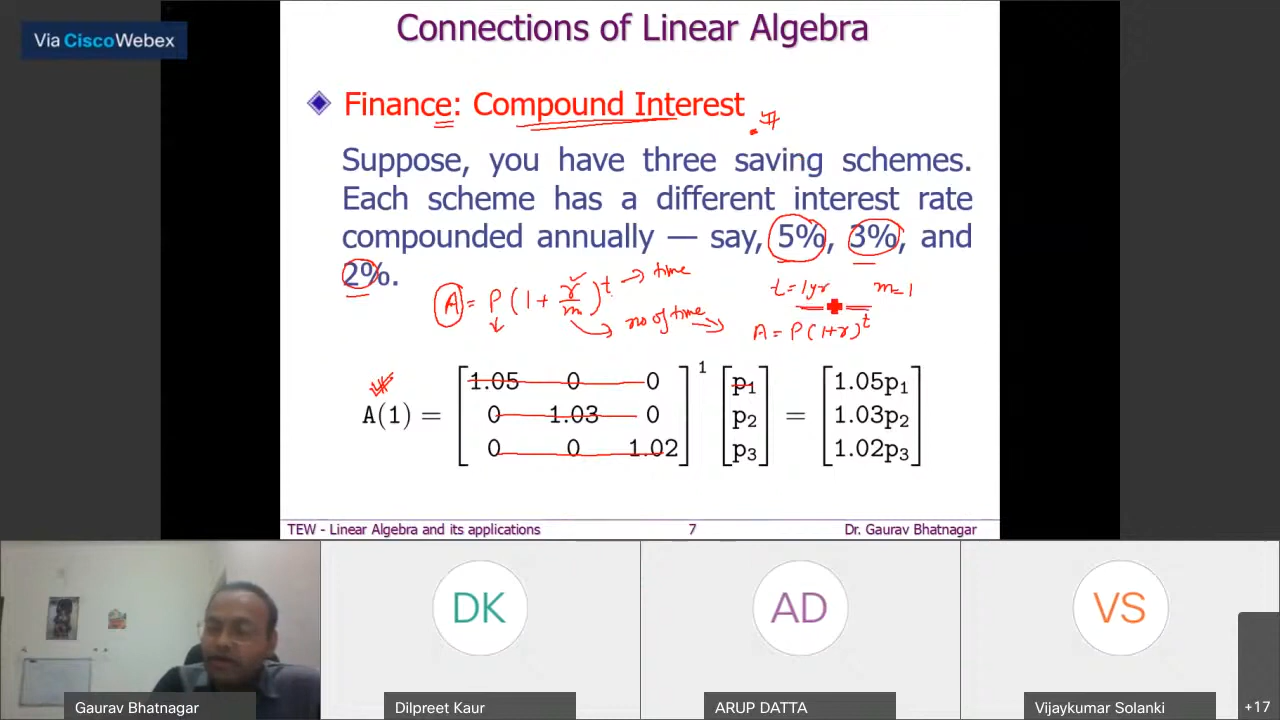 Via CiscoWebex
Connections of Linear Algebra
Finance: Compound Interest
Suppose, you have three saving schemes.
Each scheme has a different interest rate
compounded annually — say, 5%, 3%, and
2%.
A = P(1 + r/m)^t → time
no of time
t = 1yr m = 1
A = P(1+r)^t
A(1) = [1.05 0 0]^1 [p₁] = [1.05p₁]
[0 1.03 0] [p₂] [1.03p₂]
[0 0 1.02] [p₃] [1.02p₃]
TEW - Linear Algebra and its applications 7 Dr. Gaurav Bhatnagar
DK AD VS
Gaurav Bhatnagar Dilpreet Kaur ARUP DATTA Vijaykumar Solanki +17